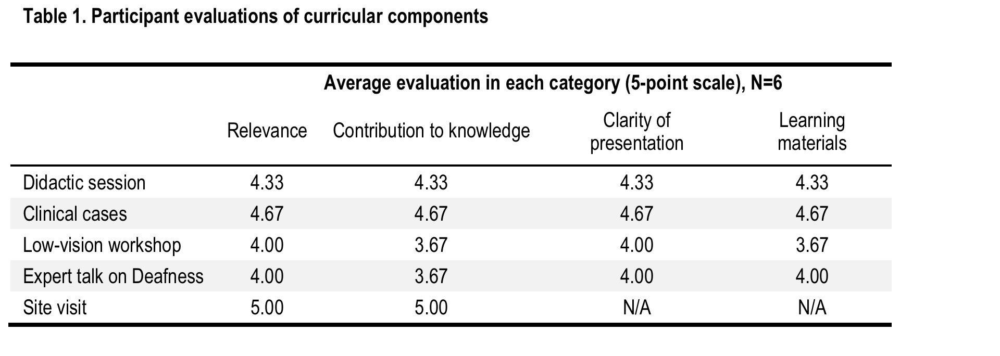 Table 1. Participant evaluations of curricular components
Average evaluation in each category (5-point scale), N=6
Relevance Contribution to knowledge Clarity of presentation Learning materials
Didactic session 4.33 4.33 4.33 4.33
Clinical cases 4.67 4.67 4.67 4.67
Low-vision workshop 4.00 3.67 4.00 3.67
Expert talk on Deafness 4.00 3.67 4.00 4.00
Site visit 5.00 5.00 N/A N/A